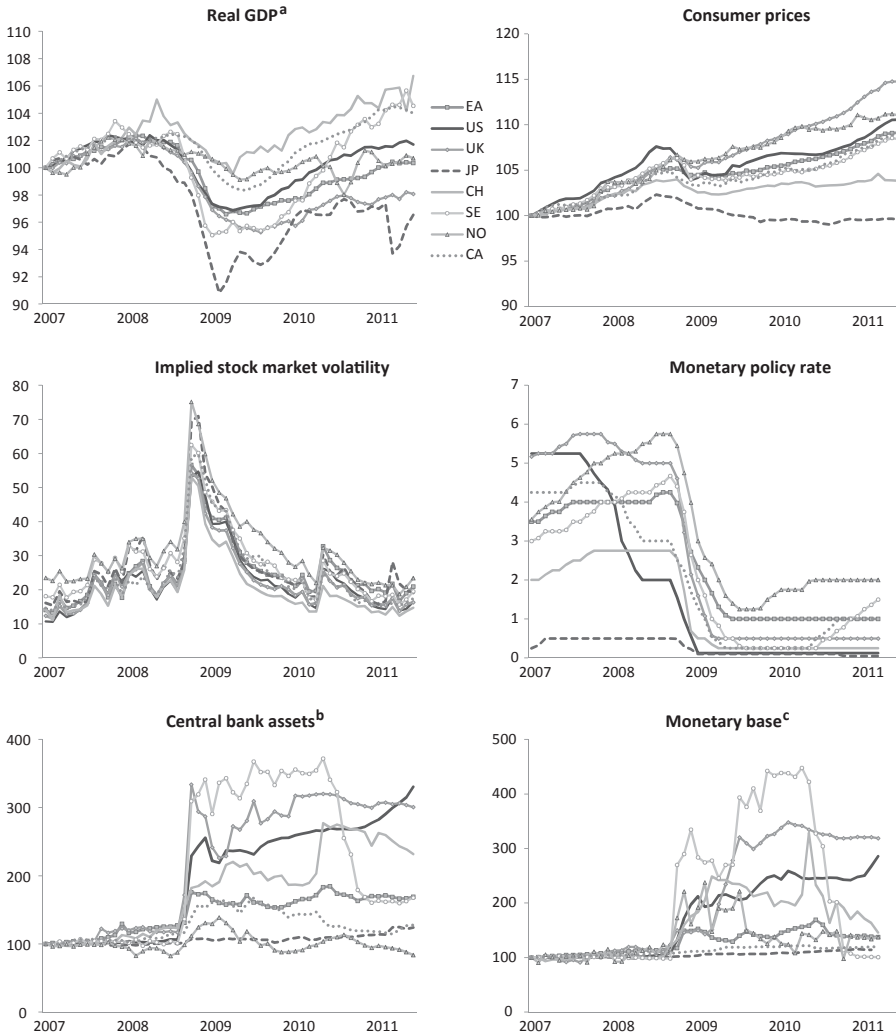 Real GDPa
110
108
106
104
102
100
98
96
94
92
90
2007 2008 2009 2010 2011
EA
US
UK
JP
CH
SE
NO
CA
Consumer prices
120
115
110
105
100
95
90
2007 2008 2009 2010 2011
Implied stock market volatility
80
70
60
50
40
30
20
10
0
2007 2008 2009 2010 2011
Monetary policy rate
7
6
5
4
3
2
1
0
2007 2008 2009 2010 2011
Central bank assetsb
400
300
200
100
0
2007 2008 2009 2010 2011
Monetary basec
500
400
300
200
100
0
2007 2008 2009 2010 2011